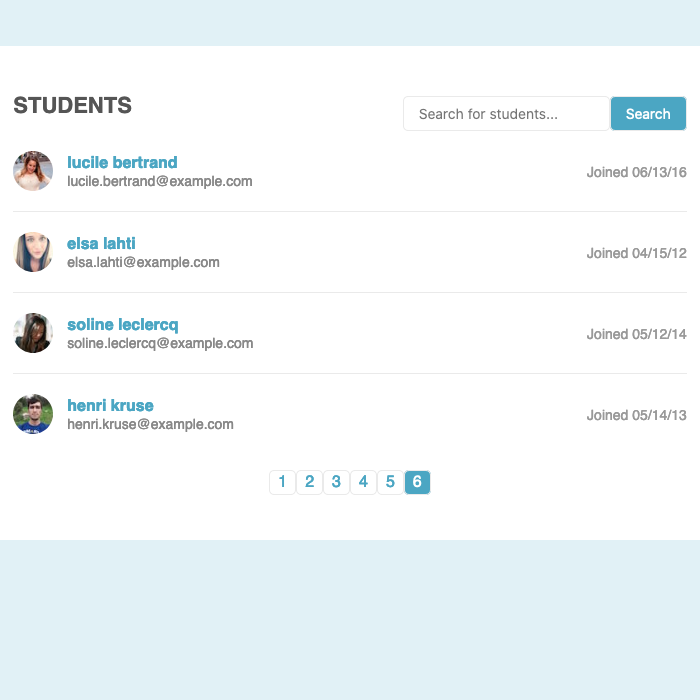 STUDENTS
Search for students...
Search
lucile bertrand
lucile.bertrand@example.com
Joined 06/13/16
elsa lahti
elsa.lahti@example.com
Joined 04/15/12
soline leclercq
soline.leclercq@example.com
Joined 05/12/14
henri kruse
henri.kruse@example.com
Joined 05/14/13
1 2 3 4 5 6